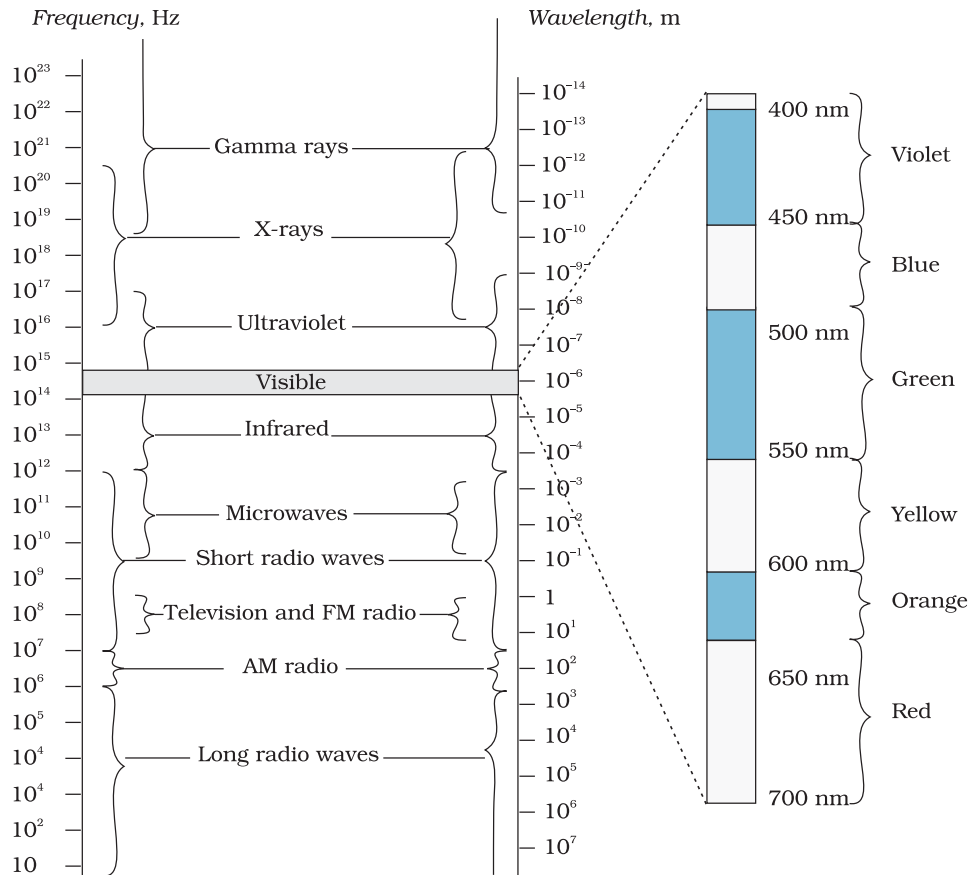 Frequency, Hz
Wavelength, m
10²³
10²²
10²¹
10²⁰
10¹⁹
10¹⁸
10¹⁷
10¹⁶
10¹⁵
10¹⁴
10¹³
10¹²
10¹¹
10¹⁰
10⁹
10⁸
10⁷
10⁶
10⁵
10⁴
10⁴
10²
10
Gamma rays
X-rays
Ultraviolet
Visible
Infrared
Microwaves
Short radio waves
Television and FM radio
AM radio
Long radio waves
10⁻¹⁴
10⁻¹³
10⁻¹²
10⁻¹¹
10⁻¹⁰
10⁻⁹
10⁻⁸
10⁻⁷
10⁻⁶
10⁻⁵
10⁻⁴
10⁻³
10⁻²
10⁻¹
1
10¹
10²
10³
10⁴
10⁵
10⁶
10⁷
400 nm
450 nm
500 nm
550 nm
600 nm
650 nm
700 nm
Violet
Blue
Green
Yellow
Orange
Red